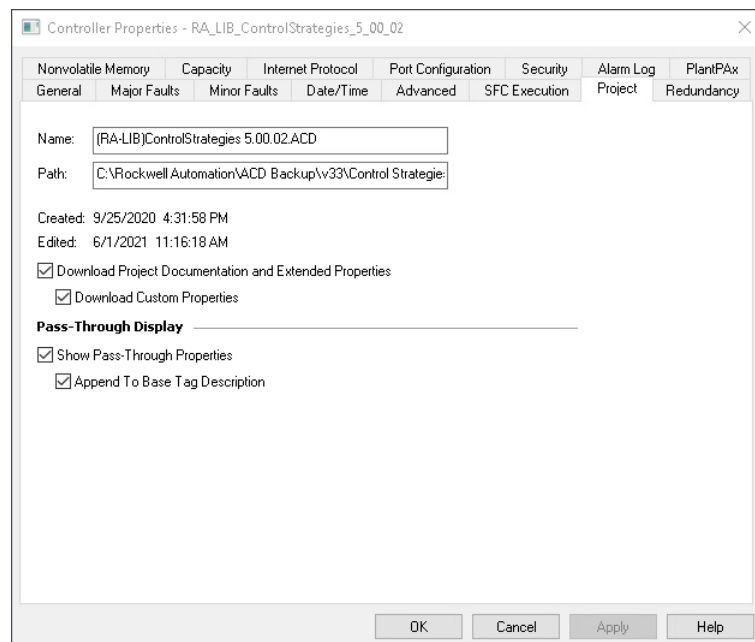 Controller Properties - RA_LIB_ControlStrategies_5_00_02
Nonvolatile Memory Capacity Internet Protocol Port Configuration Security Alarm Log PlantPAx
General Major Faults Minor Faults Date/Time Advanced SFC Execution Project Redundancy
Name: (RA-LIB)ControlStrategies 5.00.02.ACD
Path: C:\Rockwell Automation\ACD Backup\v33\Control Strategie
Created: 9/25/2020 4:31:58 PM
Edited: 6/1/2021 11:16:18 AM
Download Project Documentation and Extended Properties
Download Custom Properties
Pass-Through Display
Show Pass-Through Properties
Append To Base Tag Description
OK Cancel Apply Help